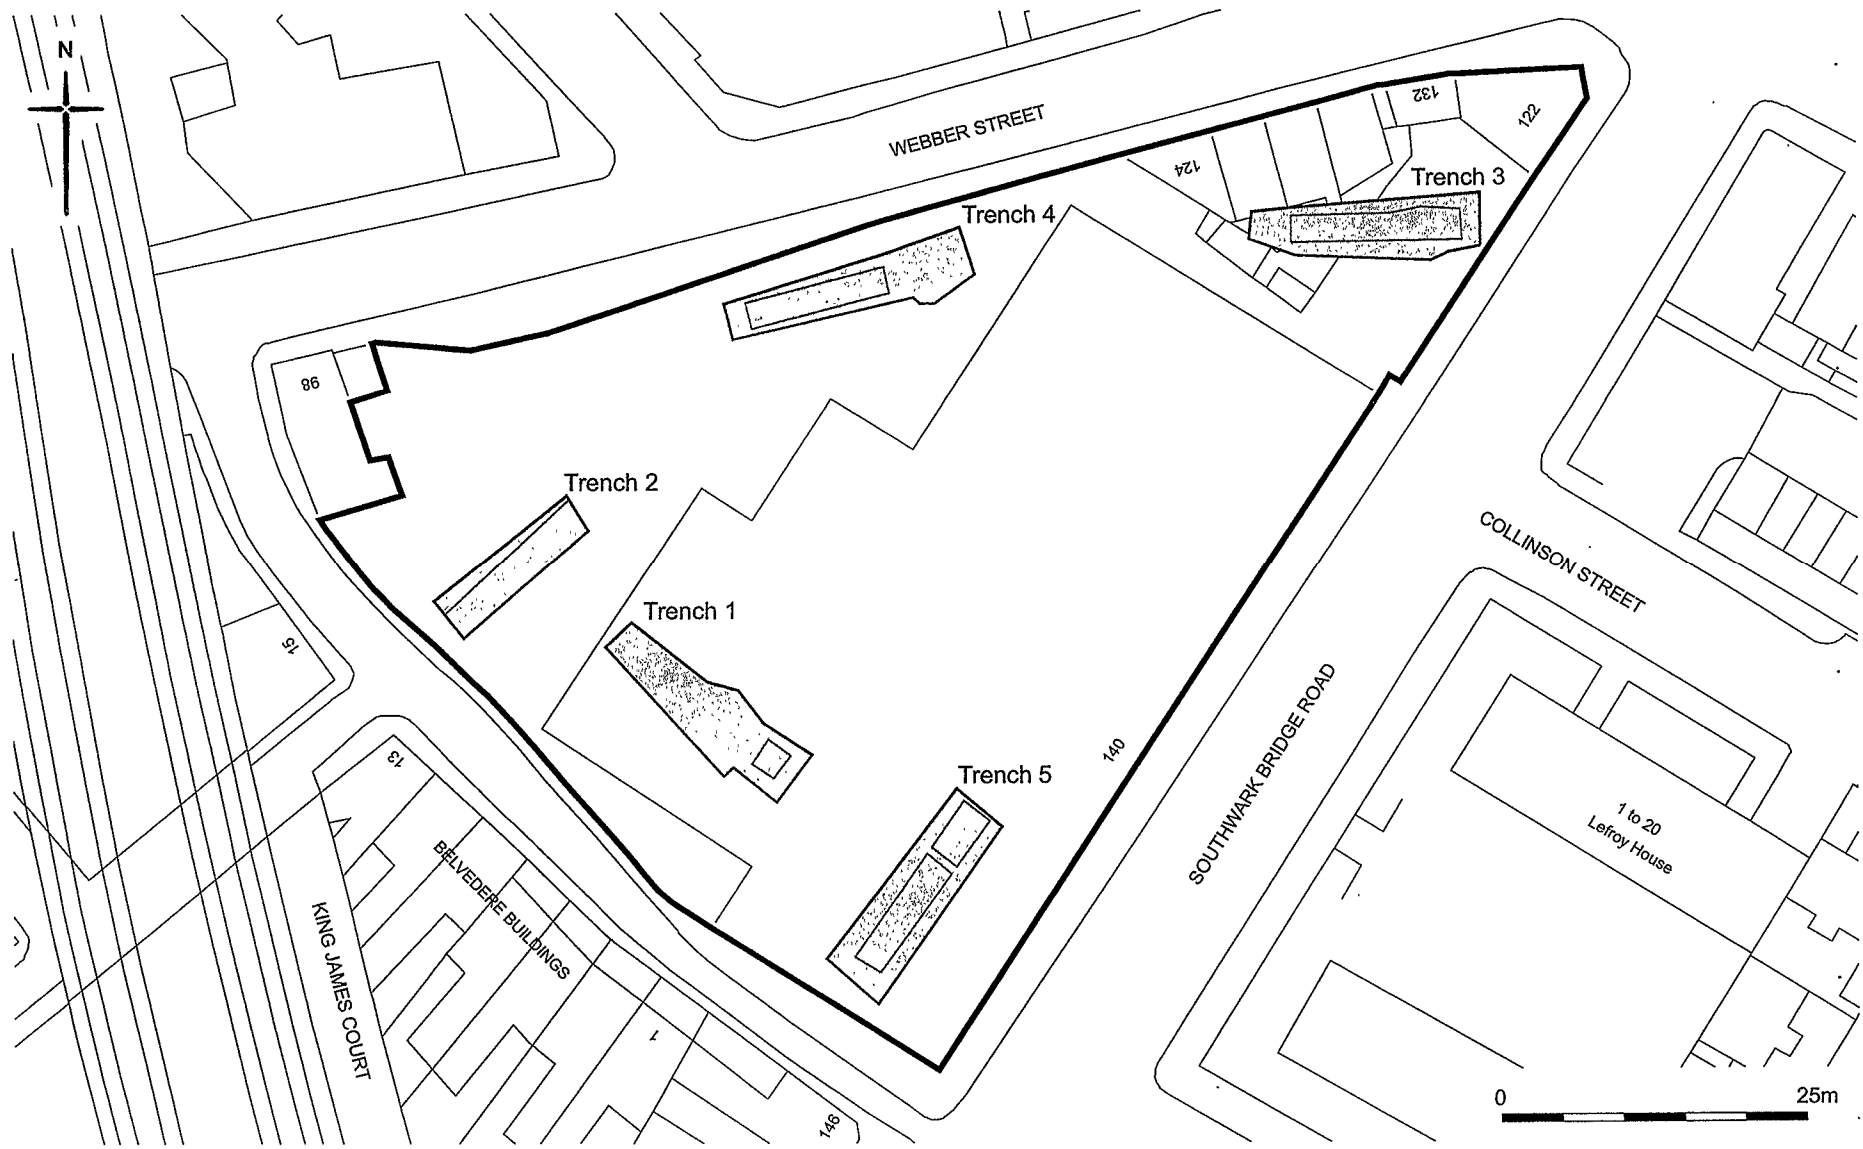 N
WEBBER STREET
132
122
124
Trench 3
Trench 4
98
Trench 2
COLLINSON STREET
Trench 1
15
SOUTHWARK BRIDGE ROAD
140
13
Trench 5
1 to 20
Lefroy House
BELVEDERE BUILDINGS
KING JAMES COURT
1
146
0 25m